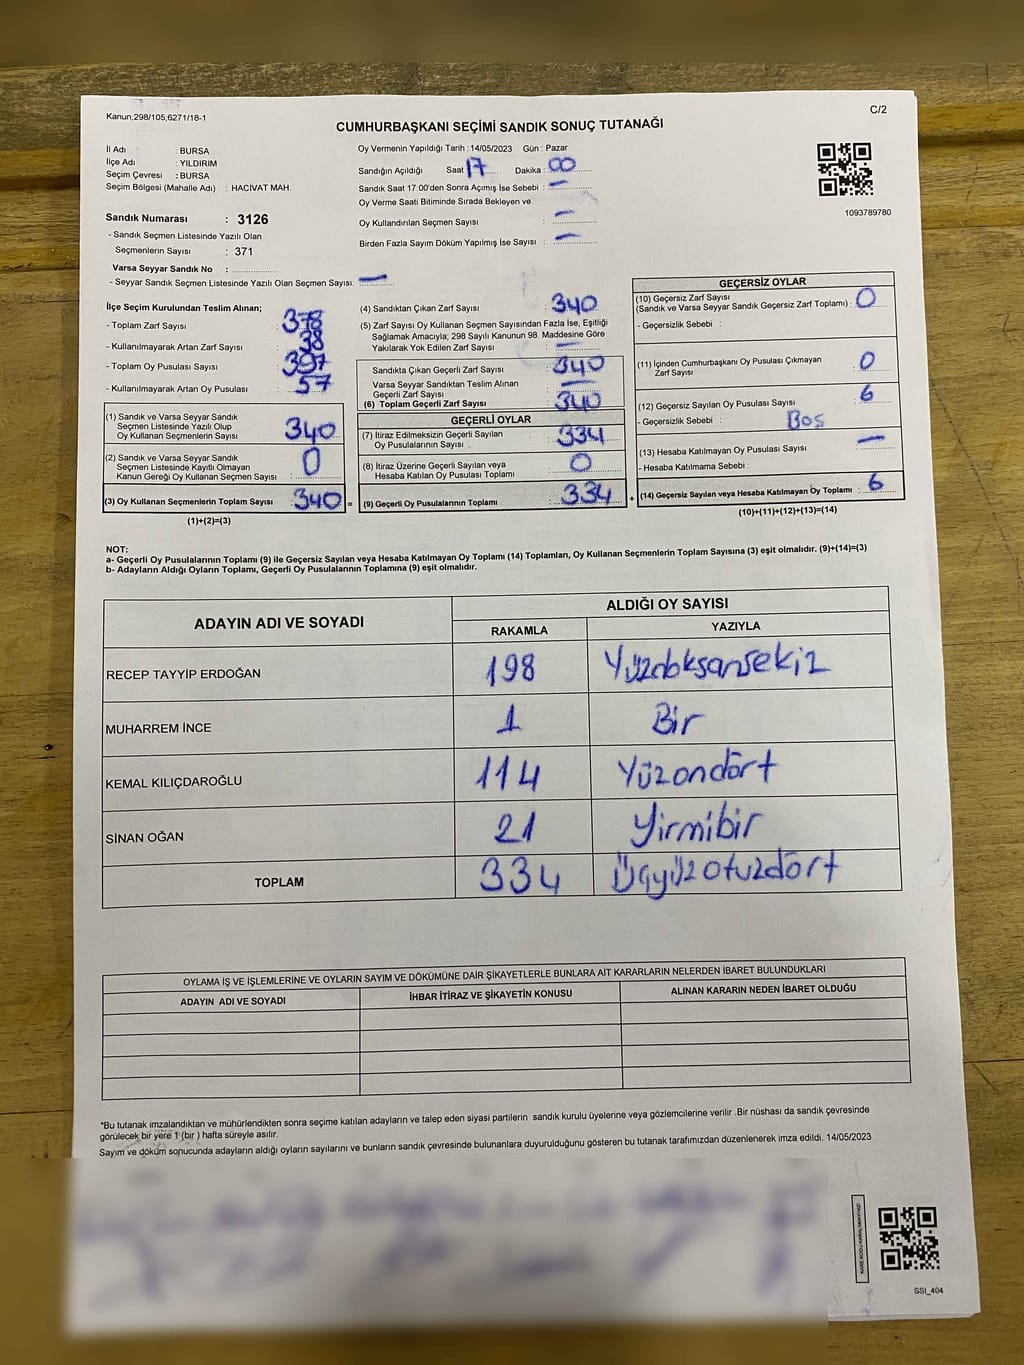 Kanun;298/105;6271/18-1
C/2
CUMHURBAŞKANI SEÇİMİ SANDIK SONUÇ TUTANAĞI
İl Adı : BURSA
İlçe Adı : YILDIRIM
Seçim Çevresi : BURSA
Seçim Bölgesi (Mahalle Adı) : HACİVAT MAH.
Sandık Numarası : 3126
- Sandık Seçmen Listesinde Yazılı Olan
Seçmenlerin Sayısı : 371
Varsa Seyyar Sandık No : ..............
- Seyyar Sandık Seçmen Listesinde Yazılı Olan Seçmen Sayısı: —
Oy Vermenin Yapıldığı Tarih :14/05/2023 Gün : Pazar
Sandığın Açıldığı Saat 17 Dakika : 00
Sandık Saat 17:00'den Sonra Açımış İse Sebebi : —
Oy Verme Saati Bitiminde Sırada Bekleyen ve
Oy Kullandırılan Seçmen Sayısı : —
Birden Fazla Sayım Döküm Yapılmış İse Sayısı : —
1093789780
İlçe Seçim Kurulundan Teslim Alınan;
- Toplam Zarf Sayısı : 378
- Kullanılmayarak Artan Zarf Sayısı : 38
- Toplam Oy Pusulası Sayısı : 397
- Kullanılmayarak Artan Oy Pusulası : 57
(1) Sandık ve Varsa Seyyar Sandık
Seçmen Listesinde Yazılı Olup
Oy Kullanan Seçmenlerin Sayısı : 340
(2) Sandık ve Varsa Seyyar Sandık
Seçmen Listesinde Kayıtlı Olmayan
Kanun Gereği Oy Kullanan Seçmen Sayısı : 0
(3) Oy Kullanan Seçmenlerin Toplam Sayısı : 340 =
(1)+(2)=(3)
(4) Sandıktan Çıkan Zarf Sayısı : 340
(5) Zarf Sayısı Oy Kullanan Seçmen Sayısından Fazla İse, Eşitliği
Sağlamak Amacıyla; 298 Sayılı Kanunun 98. Maddesine Göre
Yakılarak Yok Edilen Zarf Sayısı : —
Sandıkta Çıkan Geçerli Zarf Sayısı : 340
Varsa Seyyar Sandıktan Teslim Alınan
Geçerli Zarf Sayısı : —
(6) Toplam Geçerli Zarf Sayısı : 340
GEÇERLİ OYLAR
(7) İtiraz Edilmeksizin Geçerli Sayılan
Oy Pusulalarının Sayısı : 334
(8) İtiraz Üzerine Geçerli Sayılan veya
Hesaba Katılan Oy Pusulası Toplamı : 0
(9) Geçerli Oy Pusulalarının Toplamı : 334 +
GEÇERSİZ OYLAR
(10) Geçersiz Zarf Sayısı
(Sandık ve Varsa Seyyar Sandık Geçersiz Zarf Toplamı) : 0
- Geçersizlik Sebebi :
(11) İçinden Cumhurbaşkanı Oy Pusulası Çıkmayan
Zarf Sayısı : 0
(12) Geçersiz Sayılan Oy Pusulası Sayısı : 6
- Geçersizlik Sebebi : Bos
(13) Hesaba Katılmayan Oy Pusulası Sayısı : —
- Hesaba Katılmama Sebebi :
(14) Geçersiz Sayılan veya Hesaba Katılmayan Oy Toplamı : 6
(10)+(11)+(12)+(13)=(14)
NOT:
a- Geçerli Oy Pusulalarının Toplamı (9) ile Geçersiz Sayılan veya Hesaba Katılmayan Oy Toplamı (14) Toplamları, Oy Kullanan Seçmenlerin Toplam Sayısına (3) eşit olmalıdır. (9)+(14)=(3)
b- Adayların Aldığı Oyların Toplamı, Geçerli Oy Pusulalarının Toplamına (9) eşit olmalıdır.
ADAYIN ADI VE SOYADI ALDIĞI OY SAYISI
RAKAMLA YAZIYLA
RECEP TAYYİP ERDOĞAN 198 Yüzdoksansekiz
MUHARREM İNCE 1 Bir
KEMAL KILIÇDAROĞLU 114 Yüzondört
SİNAN OĞAN 21 Yirmibir
TOPLAM 334 Üçyüzotuzdört
OYLAMA İŞ VE İŞLEMLERİNE VE OYLARIN SAYIM VE DÖKÜMÜNE DAİR ŞİKAYETLERLE BUNLARA AİT KARARLARIN NELERDEN İBARET BULUNDUKLARI
ADAYIN ADI VE SOYADI İHBAR İTİRAZ VE ŞİKAYETİN KONUSU ALINAN KARARIN NEDEN İBARET OLDUĞU
*Bu tutanak imzalandıktan ve mühürlendikten sonra seçime katılan adayların ve talep eden siyasi partilerin sandık kurulu üyelerine veya gözlemcilerine verilir .Bir nüshası da sandık çevresinde
görülecek bir yere 1 (bir ) hafta süreyle asılır.
Sayım ve döküm sonucunda adayların aldığı oyların sayılarını ve bunların sandık çevresinde bulunanlara duyurulduğunu gösteren bu tutanak tarafımızdan düzenlenerek imza edildi. 14/05/2023
KARE KODU KARALAMAYINIZ!
SSI_404